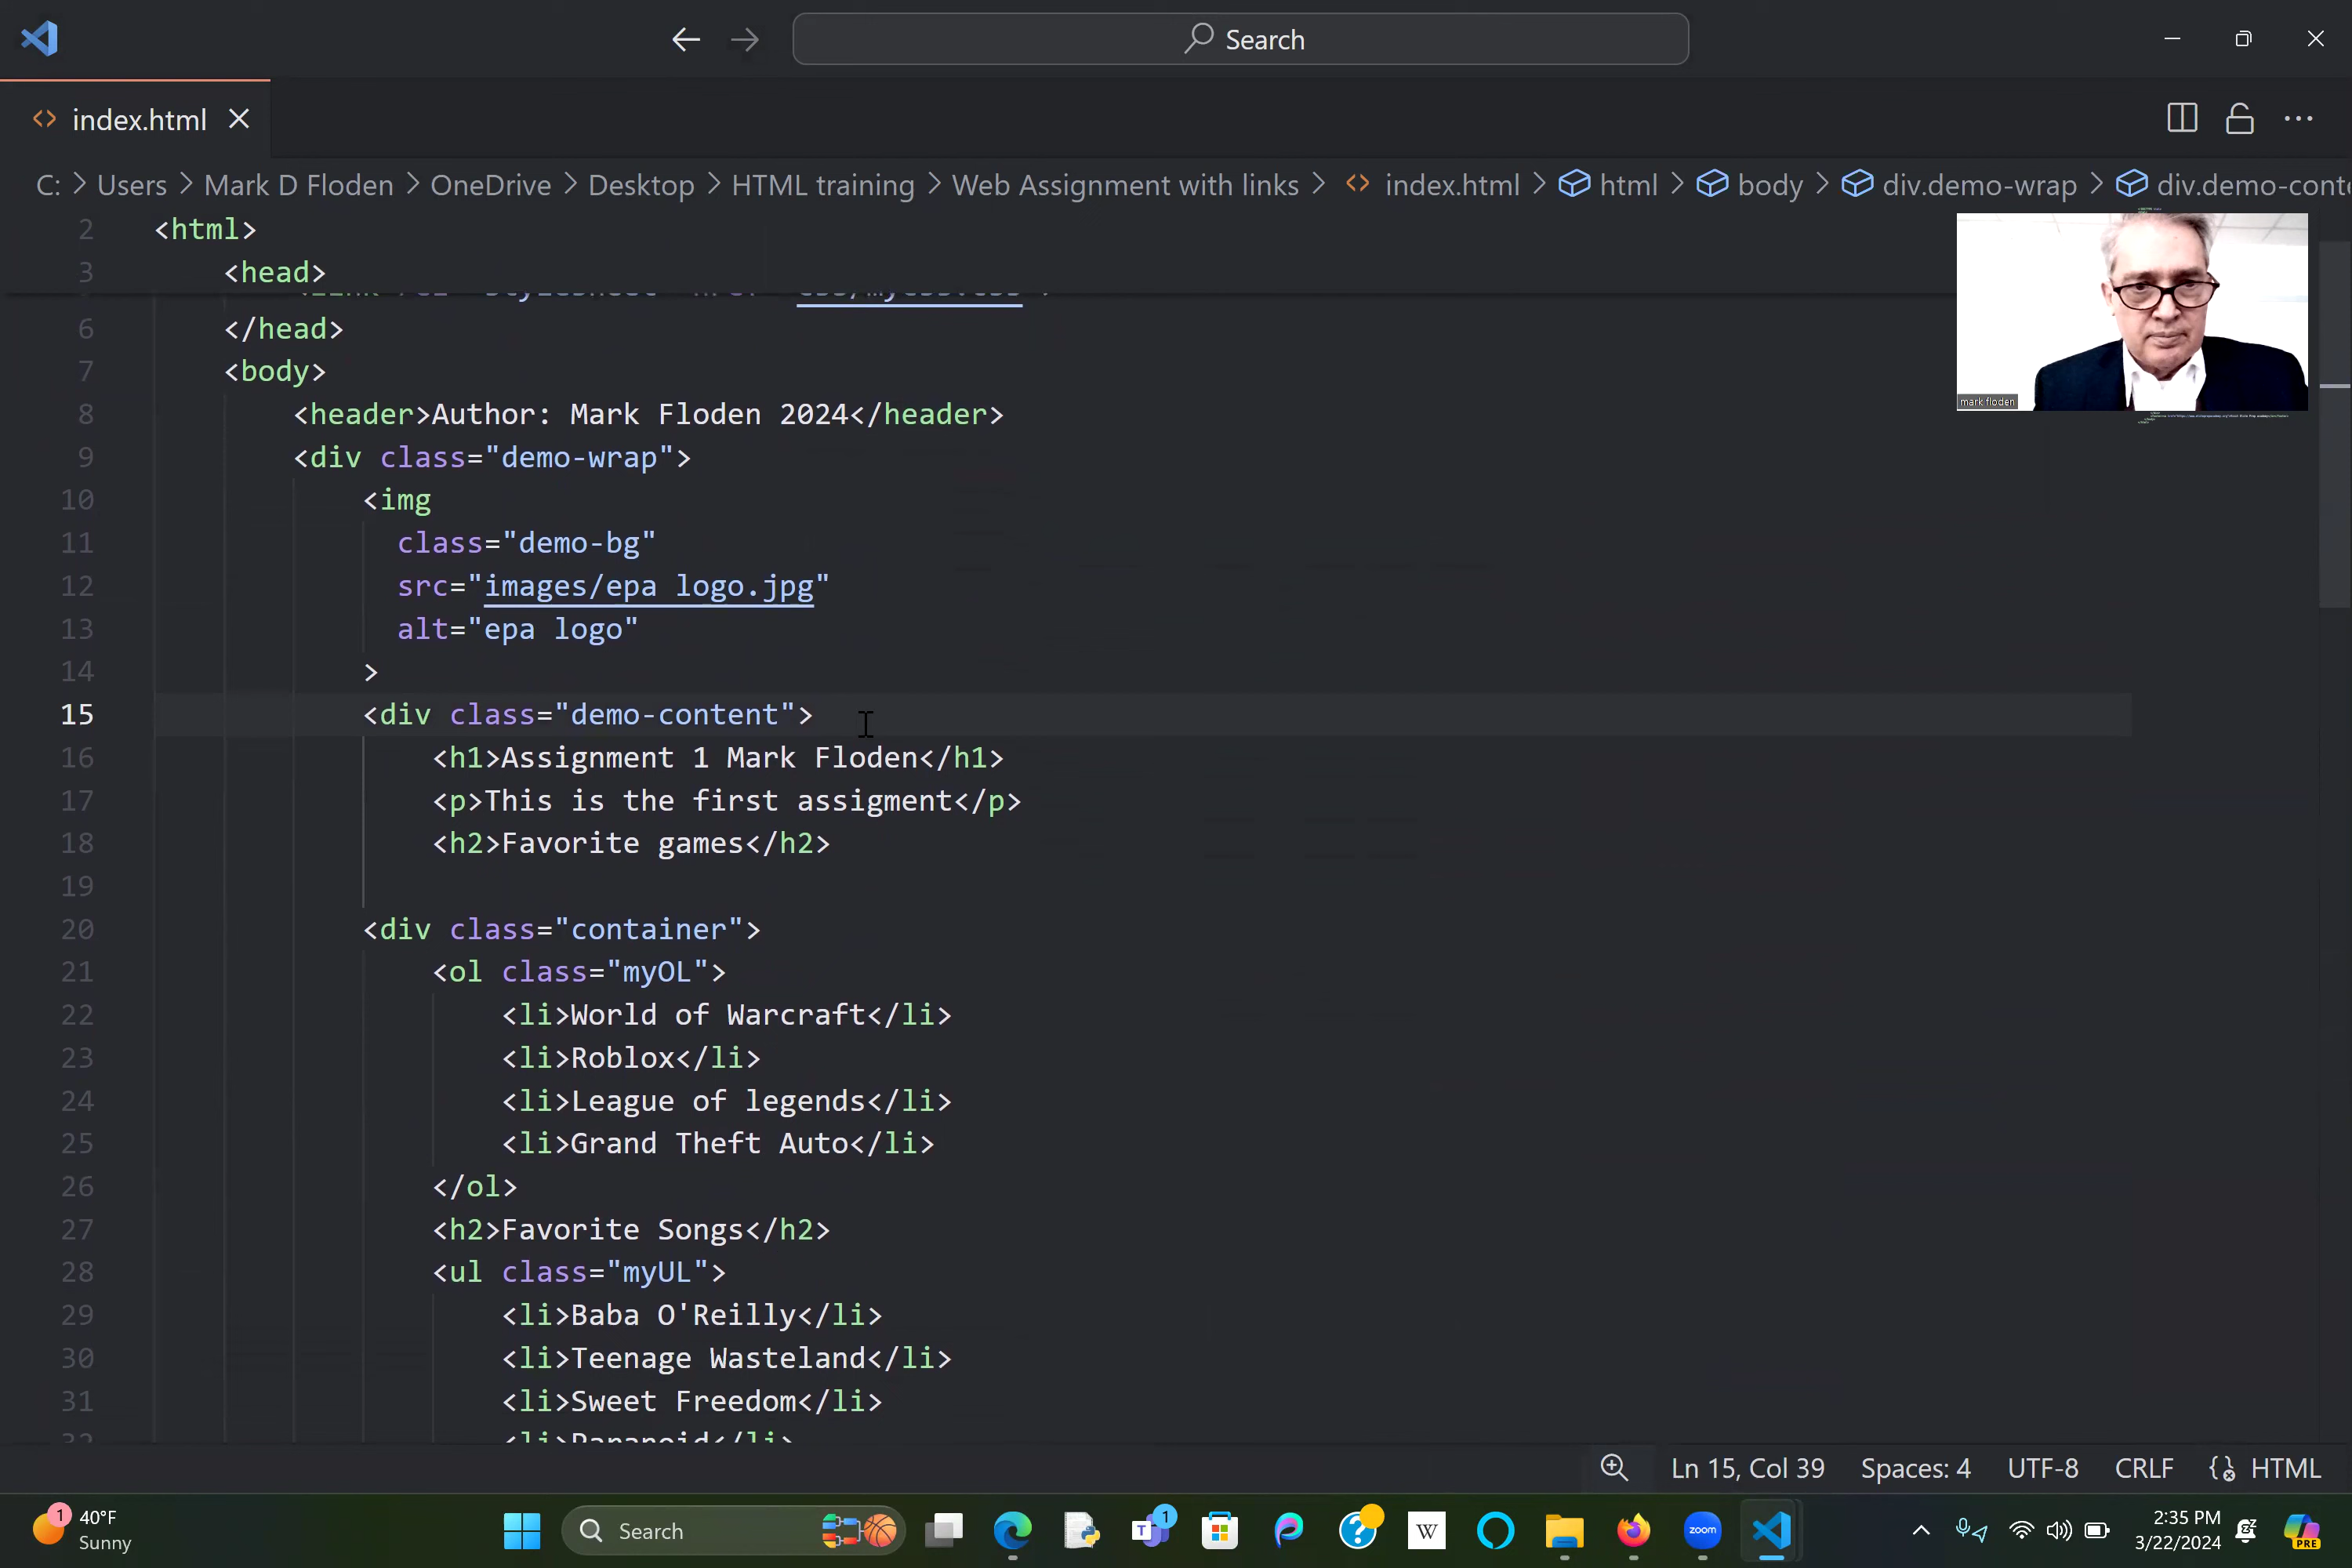 Search
index.html
C: > Users > Mark D Floden > OneDrive > Desktop > HTML training > Web Assignment with links > index.html > html > body > div.demo-wrap > div.demo-conte
2 <html>
3 <head>
6 </head>
7 <body>
8 <header>Author: Mark Floden 2024</header>
9 <div class="demo-wrap">
10 <img
11 class="demo-bg"
12 src="images/epa logo.jpg"
13 alt="epa logo"
14 >
15 <div class="demo-content">
16 <h1>Assignment 1 Mark Floden</h1>
17 <p>This is the first assigment</p>
18 <h2>Favorite games</h2>
19
20 <div class="container">
21 <ol class="myOL">
22 <li>World of Warcraft</li>
23 <li>Roblox</li>
24 <li>League of legends</li>
25 <li>Grand Theft Auto</li>
26 </ol>
27 <h2>Favorite Songs</h2>
28 <ul class="myUL">
29 <li>Baba O'Reilly</li>
30 <li>Teenage Wasteland</li>
31 <li>Sweet Freedom</li>
32 <li>Paranoid</li>
mark floden
Ln 15, Col 39 Spaces: 4 UTF-8 CRLF HTML
1 40°F
Sunny
Search
T 1
W
zoom
2:35 PM
3/22/2024
PRE